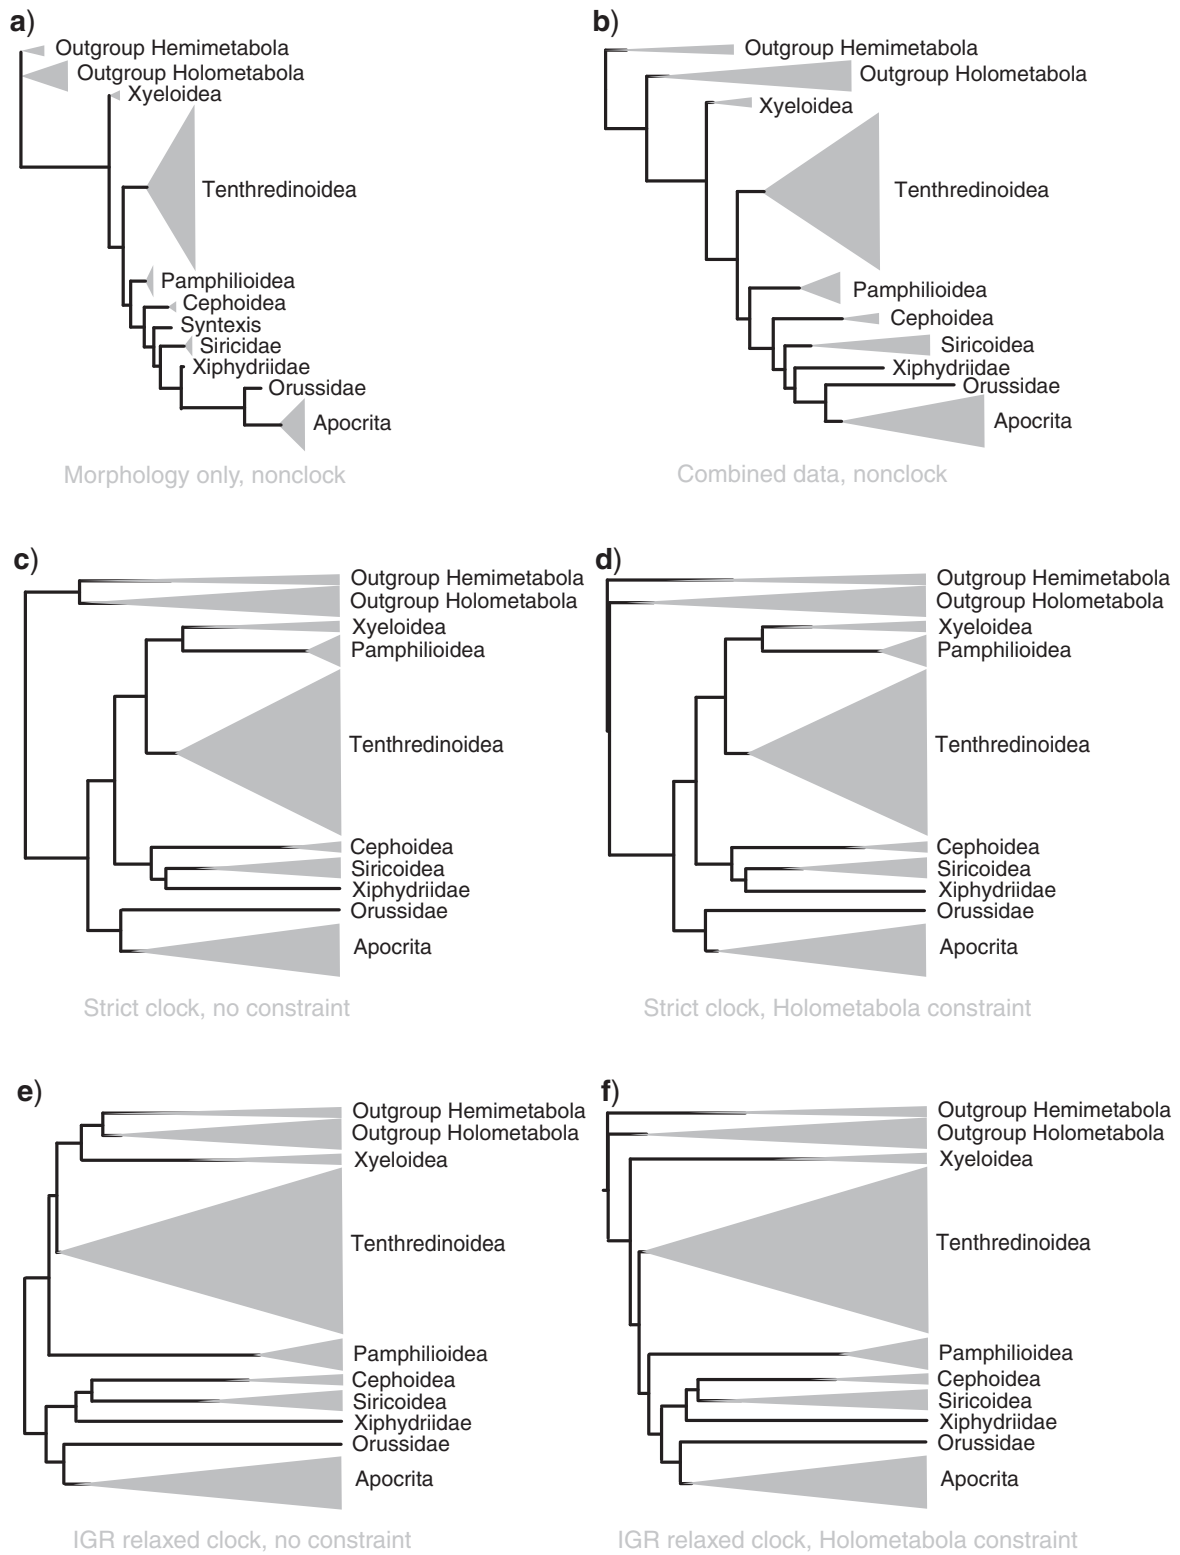 a)
Outgroup Hemimetabola
Outgroup Holometabola
Xyeloidea
Tenthredinoidea
Pamphilioidea
Cephoidea
Syntexis
Siricidae
Xiphydriidae
Orussidae
Apocrita
Morphology only, nonclock
b)
Outgroup Hemimetabola
Outgroup Holometabola
Xyeloidea
Tenthredinoidea
Pamphilioidea
Cephoidea
Siricoidea
Xiphydriidae
Orussidae
Apocrita
Combined data, nonclock
c)
Outgroup Hemimetabola
Outgroup Holometabola
Xyeloidea
Pamphilioidea
Tenthredinoidea
Cephoidea
Siricoidea
Xiphydriidae
Orussidae
Apocrita
Strict clock, no constraint
d)
Outgroup Hemimetabola
Outgroup Holometabola
Xyeloidea
Pamphilioidea
Tenthredinoidea
Cephoidea
Siricoidea
Xiphydriidae
Orussidae
Apocrita
Strict clock, Holometabola constraint
e)
Outgroup Hemimetabola
Outgroup Holometabola
Xyeloidea
Tenthredinoidea
Pamphilioidea
Cephoidea
Siricoidea
Xiphydriidae
Orussidae
Apocrita
IGR relaxed clock, no constraint
f)
Outgroup Hemimetabola
Outgroup Holometabola
Xyeloidea
Tenthredinoidea
Pamphilioidea
Cephoidea
Siricoidea
Xiphydriidae
Orussidae
Apocrita
IGR relaxed clock, Holometabola constraint